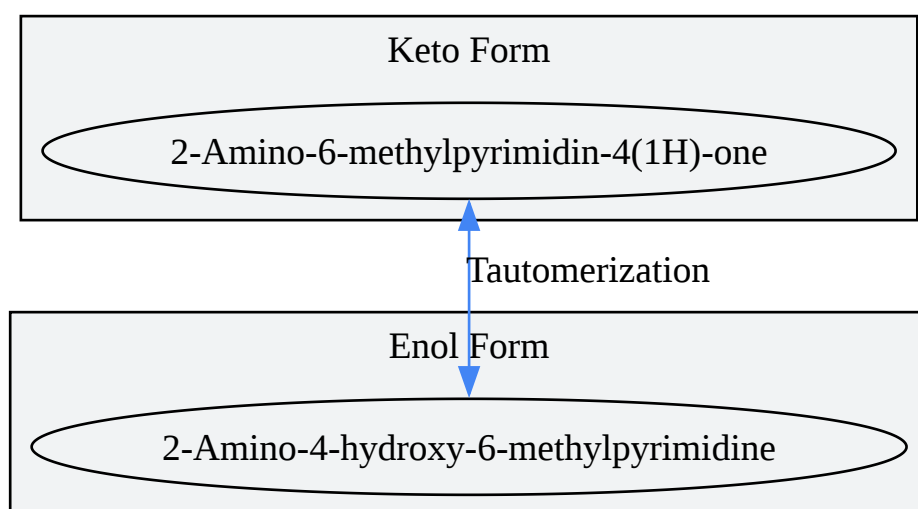 Keto Form
2-Amino-6-methylpyrimidin-4(1H)-one
Tautomerization
Enol Form
2-Amino-4-hydroxy-6-methylpyrimidine